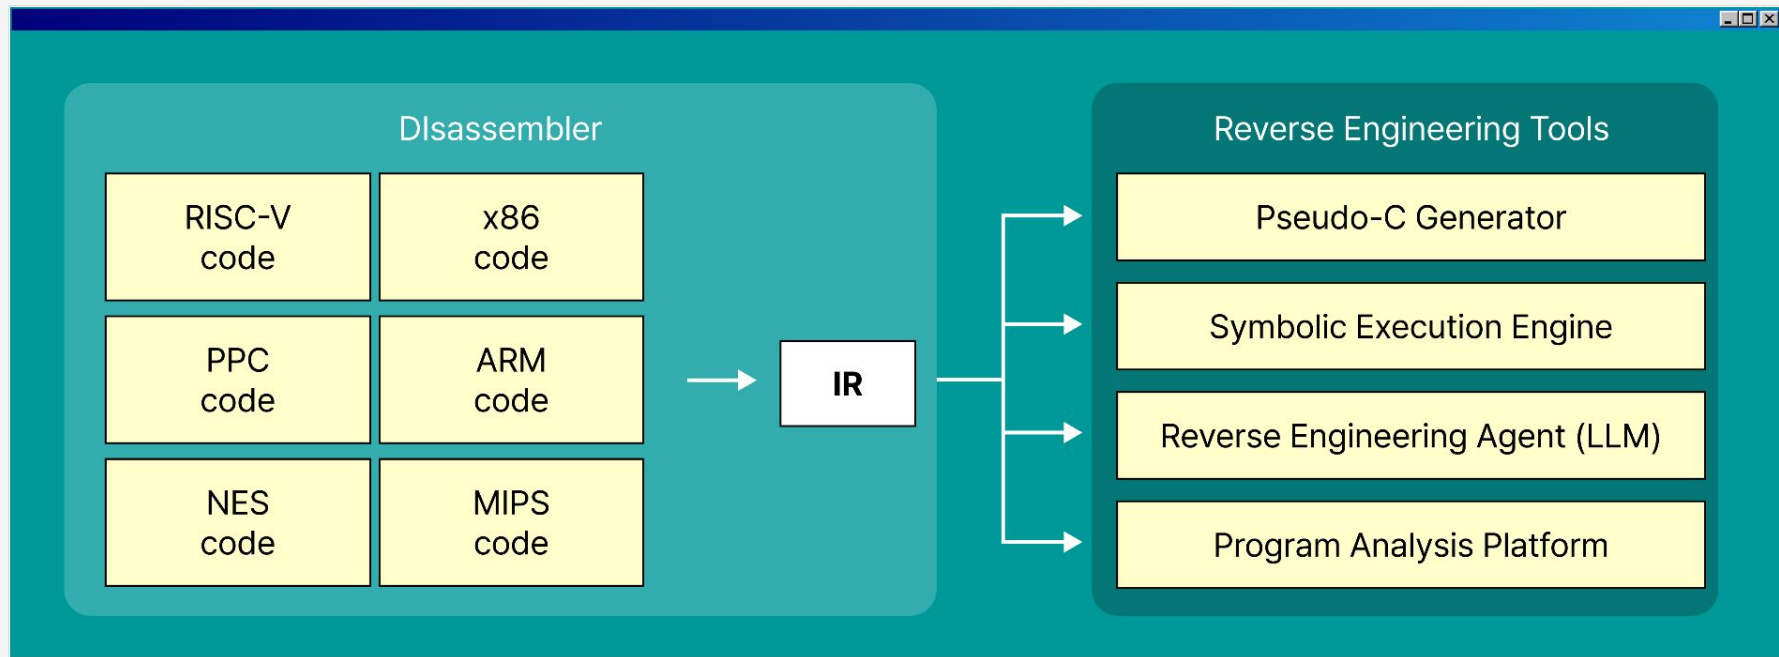 DIsassembler
RISC-V
code
x86
code
PPC
code
ARM
code
NES
code
MIPS
code
IR
Reverse Engineering Tools
Pseudo-C Generator
Symbolic Execution Engine
Reverse Engineering Agent (LLM)
Program Analysis Platform